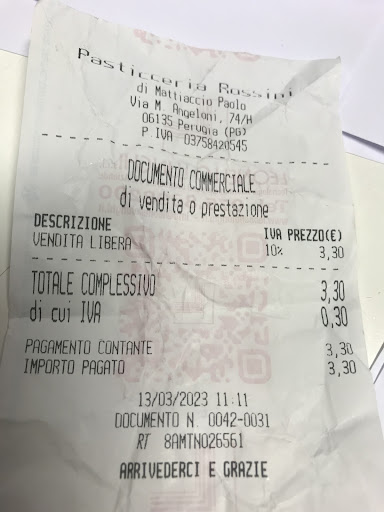 Pasticceria Rossini
di Mattiaccio Paolo
Via M. Angeloni, 74/H
06135 Perugia (PG)
P IVA 03758420545
DOCUMENTO COMMERCIALE
di vendita o prestazione
DESCRIZIONE IVA PREZZO(€)
VENDITA LIBERA 10% 3,30
TOTALE COMPLESSIVO 3,30
di cui IVA 0,30
PAGAMENTO CONTANTE 3,30
IMPORTO PAGATO 3,30
13/03/2023 11:11
DOCUMENTO N. 0042-0031
RT 8AMTN026561
ARRIVEDERCI E GRAZIE